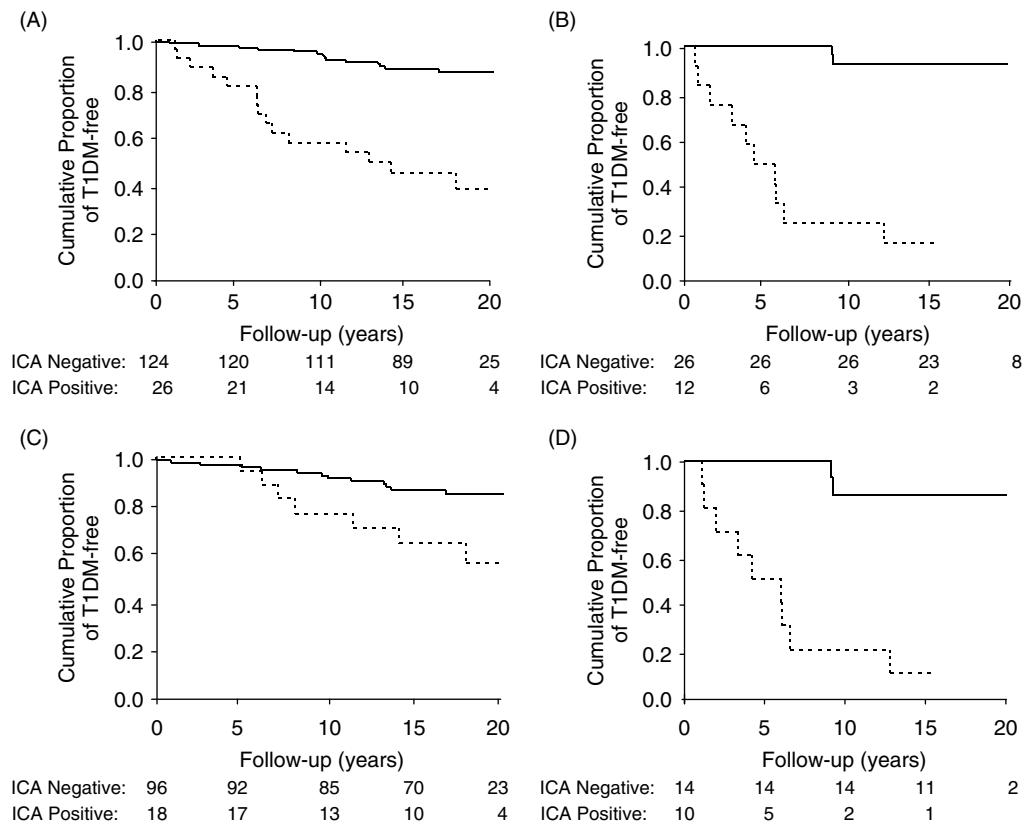 (A)
Cumulative Proportion
of T1DM-free
1.0
0.8
0.6
0.4
0.2
0.0
0 5 10 15 20
Follow-up (years)
ICA Negative: 124 120 111 89 25
ICA Positive: 26 21 14 10 4
(B)
Cumulative Proportion
of T1DM-free
1.0
0.8
0.6
0.4
0.2
0.0
0 5 10 15 20
Follow-up (years)
ICA Negative: 26 26 26 23 8
ICA Positive: 12 6 3 2
(C)
Cumulative Proportion
of T1DM-free
1.0
0.8
0.6
0.4
0.2
0.0
0 5 10 15 20
Follow-up (years)
ICA Negative: 96 92 85 70 23
ICA Positive: 18 17 13 10 4
(D)
Cumulative Proportion
of T1DM-free
1.0
0.8
0.6
0.4
0.2
0.0
0 5 10 15 20
Follow-up (years)
ICA Negative: 14 14 14 11 2
ICA Positive: 10 5 2 1